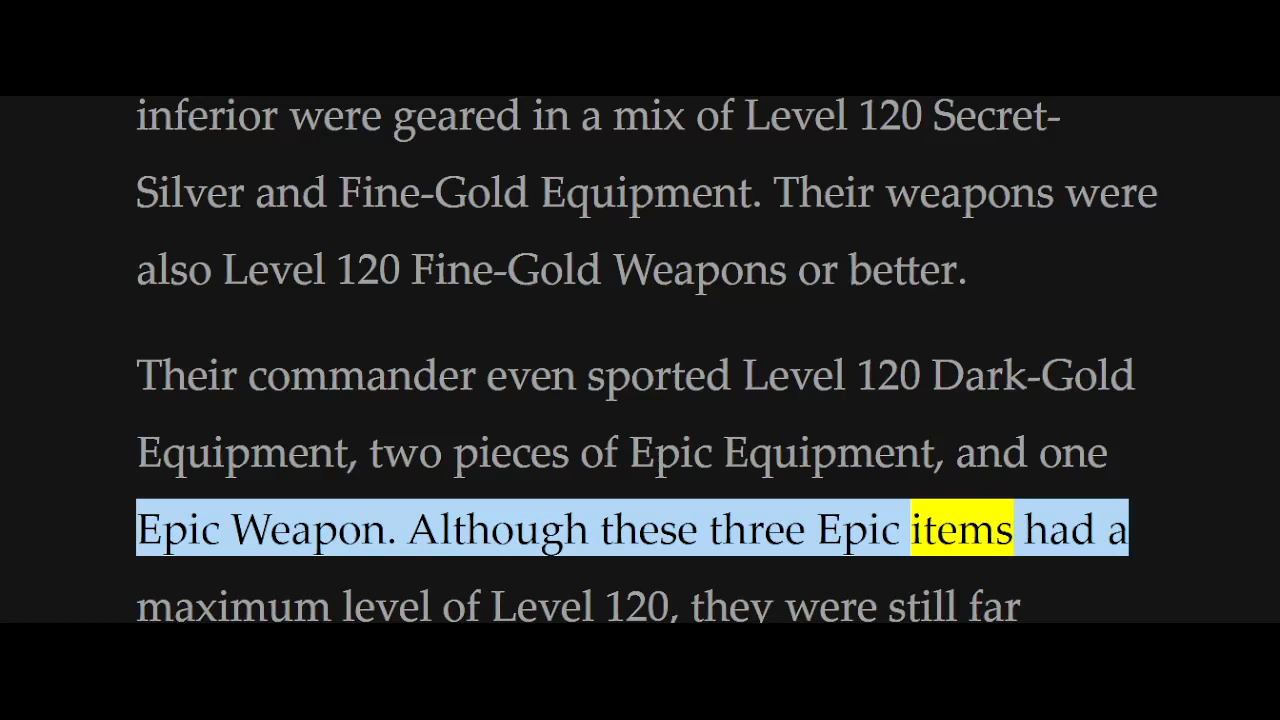 inferior were geared in a mix of Level 120 Secret-
Silver and Fine-Gold Equipment. Their weapons were
also Level 120 Fine-Gold Weapons or better.
Their commander even sported Level 120 Dark-Gold
Equipment, two pieces of Epic Equipment, and one
Epic Weapon. Although these three Epic items had a
maximum level of Level 120, they were still far